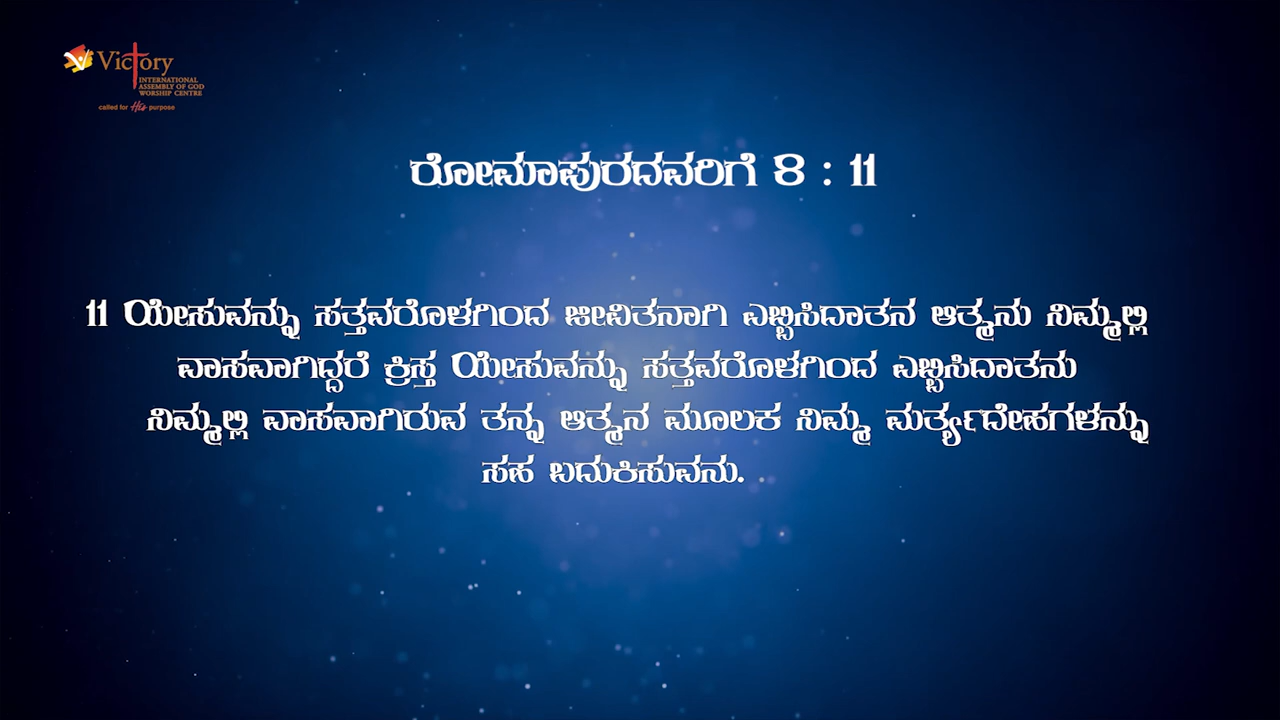 Victory
INTERNATIONAL
ASSEMBLY OF GOD
WORSHIP CENTRE
called for His purpose
ರೋಮಾಪುರದವರಿಗೆ 8 : 11
11 ಯೇಸುವನ್ನು ಸತ್ತವರೊಳಗಿಂದ ಜೀವಿತನಾಗಿ ಎಬ್ಬಿಸಿದಾತನ ಆತ್ಮನು ನಿಮ್ಮಲ್ಲಿ
ವಾಸವಾಗಿದ್ದರೆ ಕ್ರಿಸ್ತ ಯೇಸುವನ್ನು ಸತ್ತವರೊಳಗಿಂದ ಎಬ್ಬಿಸಿದಾತನು
ನಿಮ್ಮಲ್ಲಿ ವಾಸವಾಗಿರುವ ತನ್ನ ಆತ್ಮನ ಮೂಲಕ ನಿಮ್ಮ ಮರ್ತ್ಯದೇಹಗಳನ್ನು
ಸಹ ಬದುಕಿಸುವನು.